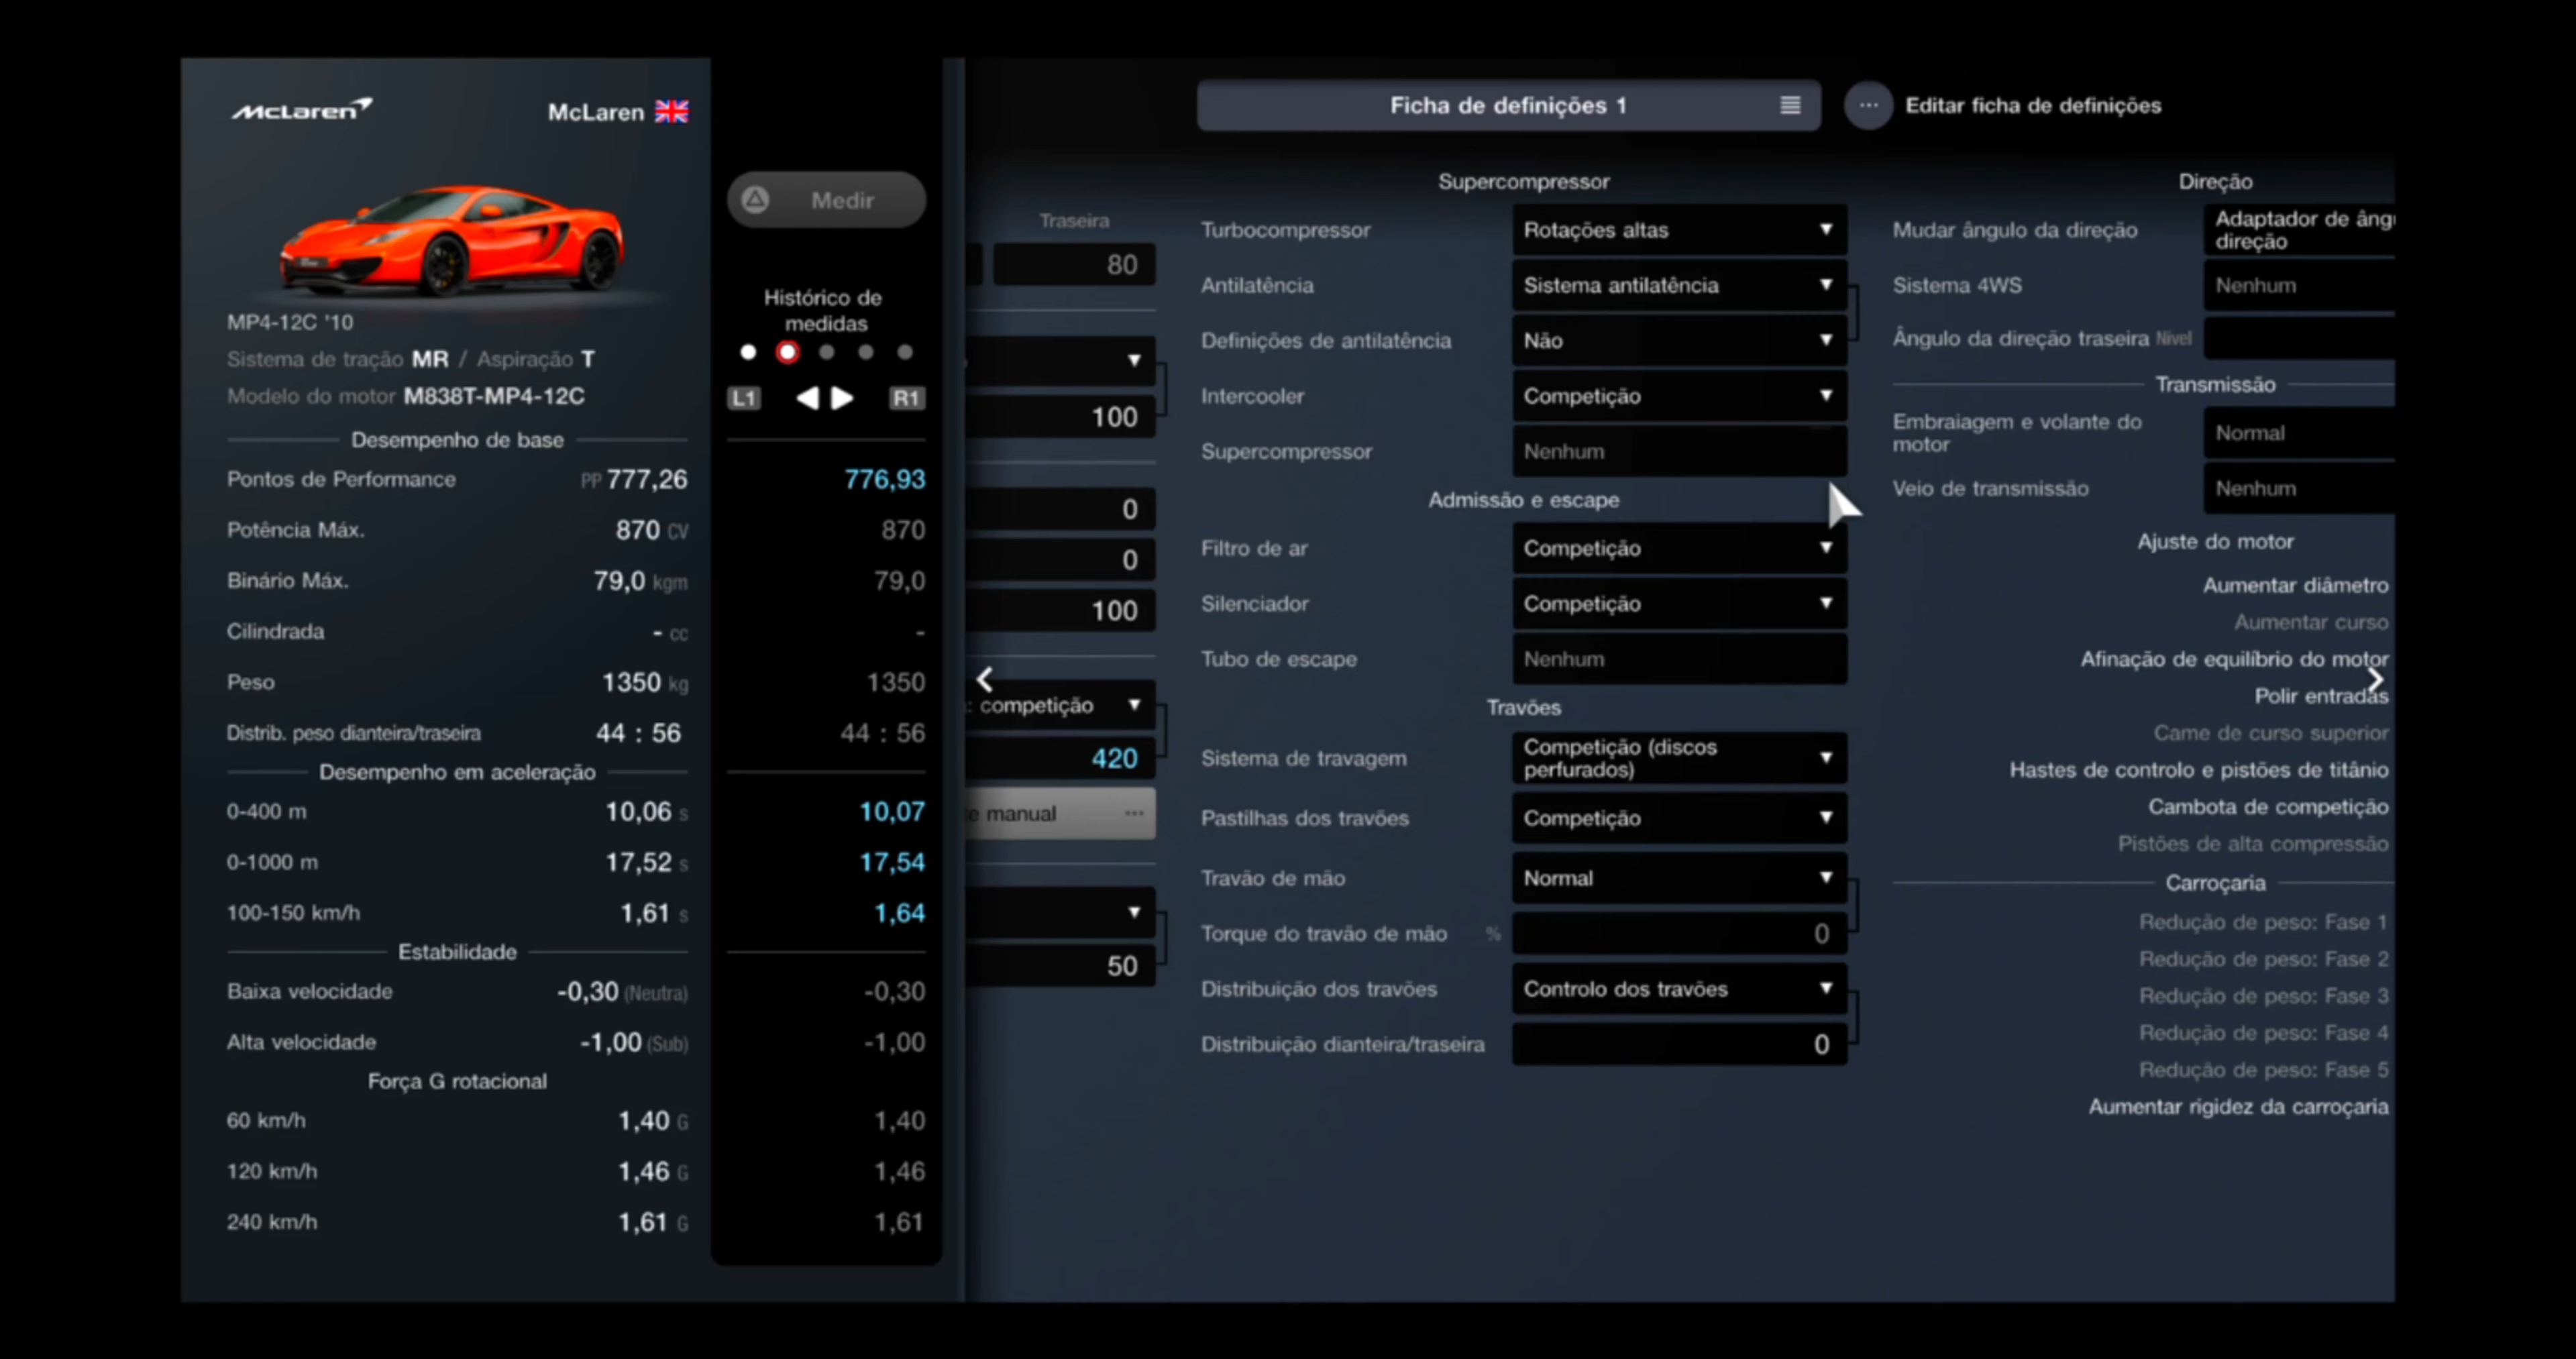 McLaren
McLaren
MP4-12C '10
Sistema de tração MR / Aspiração T
Modelo do motor M838T-MP4-12C
Desempenho de base
Pontos de Performance PP 777,26
Potência Máx. 870 CV
Binário Máx. 79,0 kgm
Cilindrada - cc
Peso 1350 kg
Distrib. peso dianteira/traseira 44 : 56
Desempenho em aceleração
0-400 m 10,06 s
0-1000 m 17,52 s
100-150 km/h 1,61 s
Estabilidade
Baixa velocidade -0,30 (Neutra)
Alta velocidade -1,00 (Sub)
Força G rotacional
60 km/h 1,40 G
120 km/h 1,46 G
240 km/h 1,61 G
Medir
Histórico de
medidas
L1 R1
776,93
870
79,0
-
1350
44 : 56
10,07
17,54
1,64
-0,30
-1,00
1,40
1,46
1,61
Ficha de definições 1
Editar ficha de definições
Traseira
80
100
0
0
100
: competição
420
e manual
50
Supercompressor
Turbocompressor Rotações altas
Antilatência Sistema antilatência
Definições de antilatência Não
Intercooler Competição
Supercompressor Nenhum
Admissão e escape
Filtro de ar Competição
Silenciador Competição
Tubo de escape Nenhum
Travões
Sistema de travagem Competição (discos
perfurados)
Pastilhas dos travões Competição
Travão de mão Normal
Torque do travão de mão % 0
Distribuição dos travões Controlo dos travões
Distribuição dianteira/traseira 0
Direção
Mudar ângulo da direção Adaptador de ângu
direção
Sistema 4WS Nenhum
Ângulo da direção traseira Nível
Transmissão
Embraiagem e volante do
motor Normal
Veio de transmissão Nenhum
Ajuste do motor
Aumentar diâmetro
Aumentar curso
Afinação de equilíbrio do motor
Polir entradas
Came de curso superior
Hastes de controlo e pistões de titânio
Cambota de competição
Pistões de alta compressão
Carroçaria
Redução de peso: Fase 1
Redução de peso: Fase 2
Redução de peso: Fase 3
Redução de peso: Fase 4
Redução de peso: Fase 5
Aumentar rigidez da carroçaria